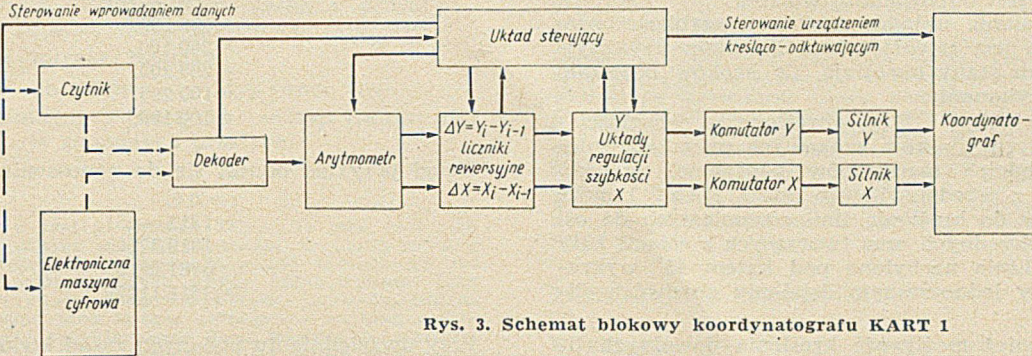 Sterowanie wprowadzaniem danych
Układ sterujący
Sterowanie urządzeniem
kreśląco-odkłuwającym
Czytnik
Dekoder
Arytmometr
ΔY=Yi–Yi-1
liczniki
rewersyjne
ΔX=Xi–Xi-1
Y
Układy
regulacji
szybkości
X
Komutator Y
Silnik
Y
Komutator X
Silnik
X
Koordynato-
graf
Elektroniczna
maszyna
cyfrowa
Rys. 3. Schemat blokowy koordynatografu KART 1